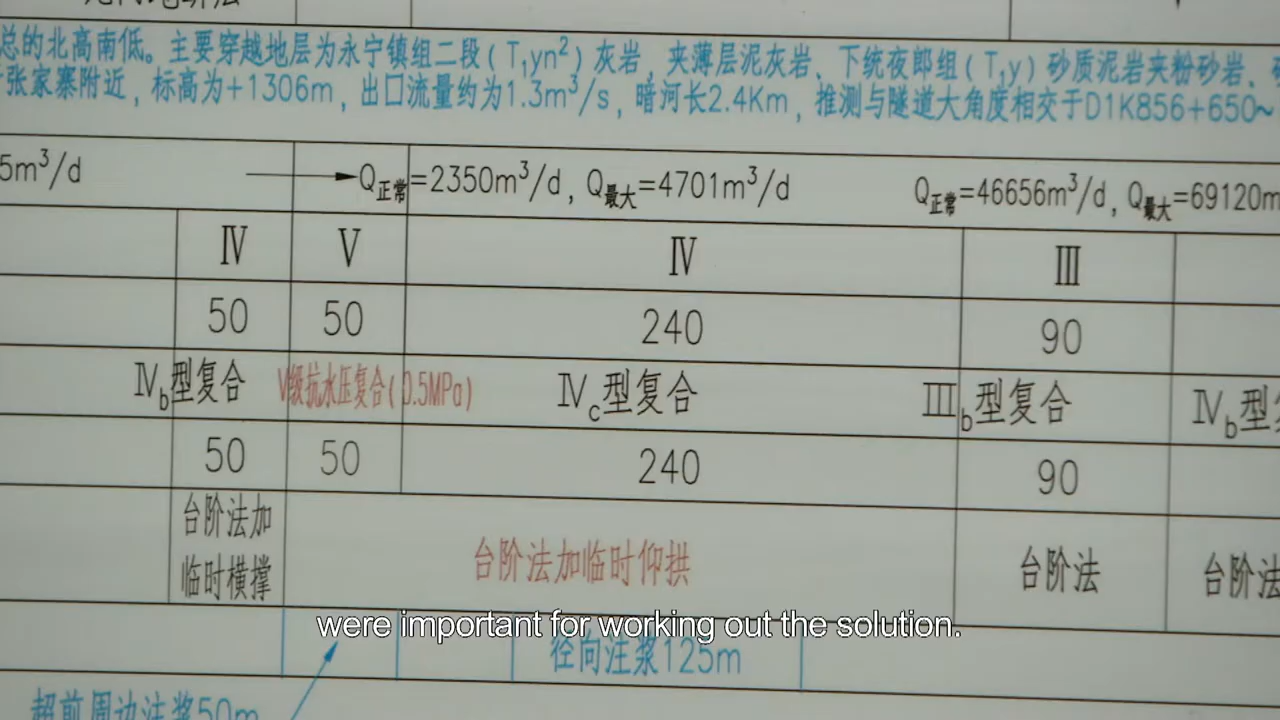 总的北高南低。主要穿越地层为永宁镇组二段(T₁yn²)灰岩,夹薄层泥灰岩、下统夜郎组(T₁y)砂质泥岩夹粉砂岩、
张家寨附近,标高为+1306m,出口流量约为1.3m³/s,暗河长2.4Km,推测与隧道大角度相交于D1K856+650~
5m³/d Q正常=2350m³/d, Q最大=4701m³/d Q正常=46656m³/d, Q最大=69120m
Ⅳ Ⅴ Ⅳ Ⅲ
50 50 240 90
Ⅳb型复合 Ⅴ级抗水压复合(0.5MPa) Ⅳc型复合 Ⅲb型复合 Ⅳb型
50 50 240 90
台阶法加
临时横撑 台阶法加临时仰拱 台阶法 台阶法
were important for working out the solution.
径向注浆125m
超前周边注浆50m